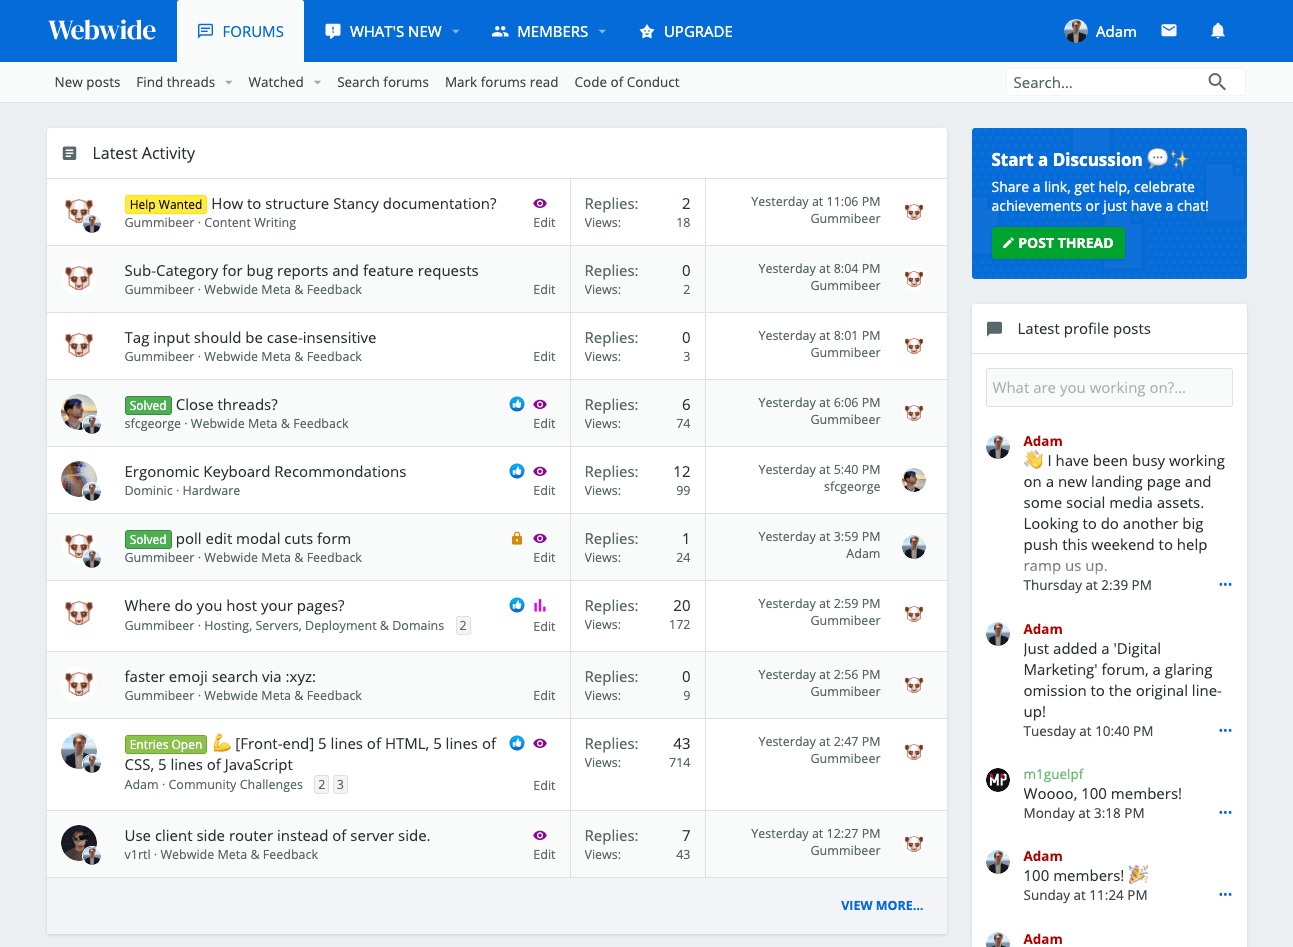 Webwide
FORUMS
WHAT'S NEW
MEMBERS
UPGRADE
Adam
New posts
Find threads
Watched
Search forums
Mark forums read
Code of Conduct
Search...
Latest Activity
Help Wanted How to structure Stancy documentation?
Gummibeer · Content Writing
Edit
Replies: 2
Views: 18
Yesterday at 11:06 PM
Gummibeer
Sub-Category for bug reports and feature requests
Gummibeer · Webwide Meta & Feedback
Edit
Replies: 0
Views: 2
Yesterday at 8:04 PM
Gummibeer
Tag input should be case-insensitive
Gummibeer · Webwide Meta & Feedback
Edit
Replies: 0
Views: 3
Yesterday at 8:01 PM
Gummibeer
Solved Close threads?
sfcgeorge · Webwide Meta & Feedback
Edit
Replies: 6
Views: 74
Yesterday at 6:06 PM
Gummibeer
Ergonomic Keyboard Recommondations
Dominic · Hardware
Edit
Replies: 12
Views: 99
Yesterday at 5:40 PM
sfcgeorge
Solved poll edit modal cuts form
Gummibeer · Webwide Meta & Feedback
Edit
Replies: 1
Views: 24
Yesterday at 3:59 PM
Adam
Where do you host your pages?
Gummibeer · Hosting, Servers, Deployment & Domains 2
Edit
Replies: 20
Views: 172
Yesterday at 2:59 PM
Gummibeer
faster emoji search via :xyz:
Gummibeer · Webwide Meta & Feedback
Edit
Replies: 0
Views: 9
Yesterday at 2:56 PM
Gummibeer
Entries Open 💪 [Front-end] 5 lines of HTML, 5 lines of
CSS, 5 lines of JavaScript
Adam · Community Challenges 2 3
Edit
Replies: 43
Views: 714
Yesterday at 2:47 PM
Gummibeer
Use client side router instead of server side.
v1rtl · Webwide Meta & Feedback
Edit
Replies: 7
Views: 43
Yesterday at 12:27 PM
Gummibeer
VIEW MORE...
Start a Discussion 💬✨
Share a link, get help, celebrate
achievements or just have a chat!
POST THREAD
Latest profile posts
What are you working on?...
Adam
👋 I have been busy working
on a new landing page and
some social media assets.
Looking to do another big
push this weekend to help
ramp us up.
Thursday at 2:39 PM
Adam
Just added a 'Digital
Marketing' forum, a glaring
omission to the original line-
up!
Tuesday at 10:40 PM
MP
m1guelpf
Woooo, 100 members!
Monday at 3:18 PM
Adam
100 members! 🎉
Sunday at 11:24 PM
Adam